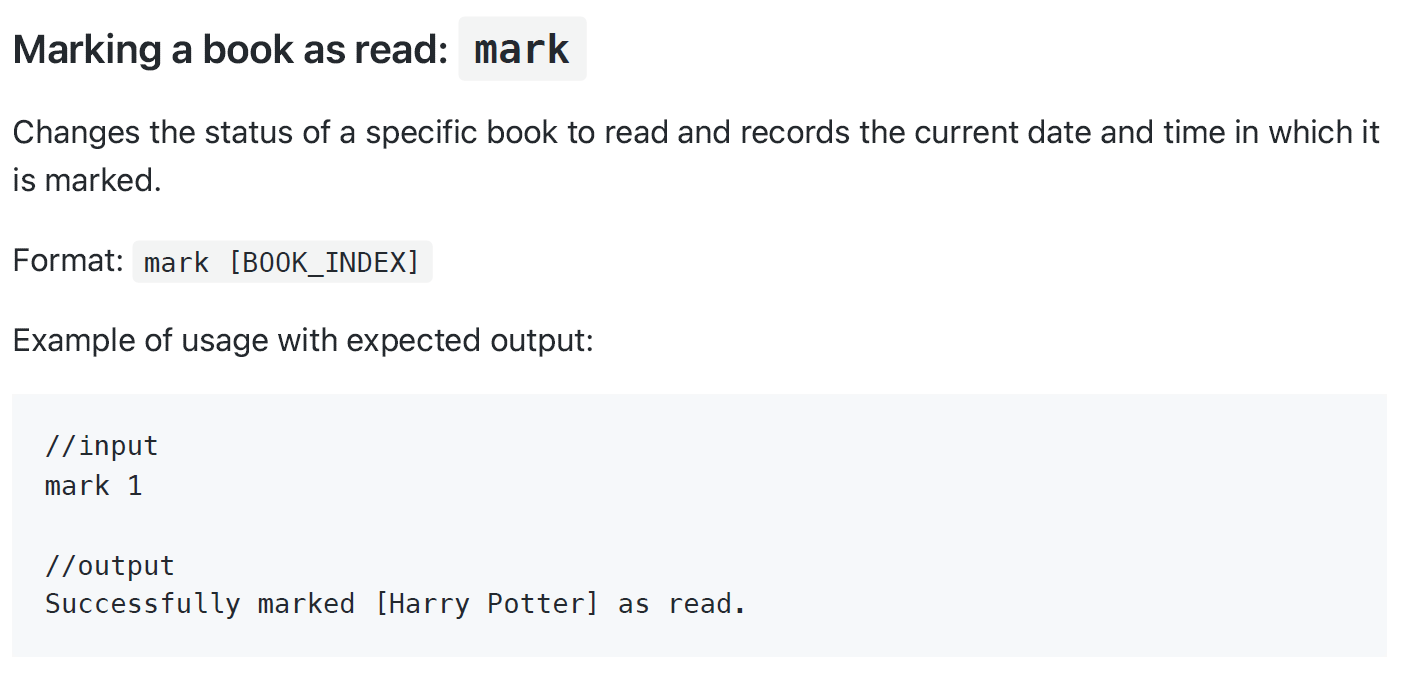 Marking a book as read: mark
Changes the status of a specific book to read and records the current date and time in which it
is marked.
Format: mark [BOOK_INDEX]
Example of usage with expected output:
//input
mark 1
//output
Successfully marked [Harry Potter] as read.